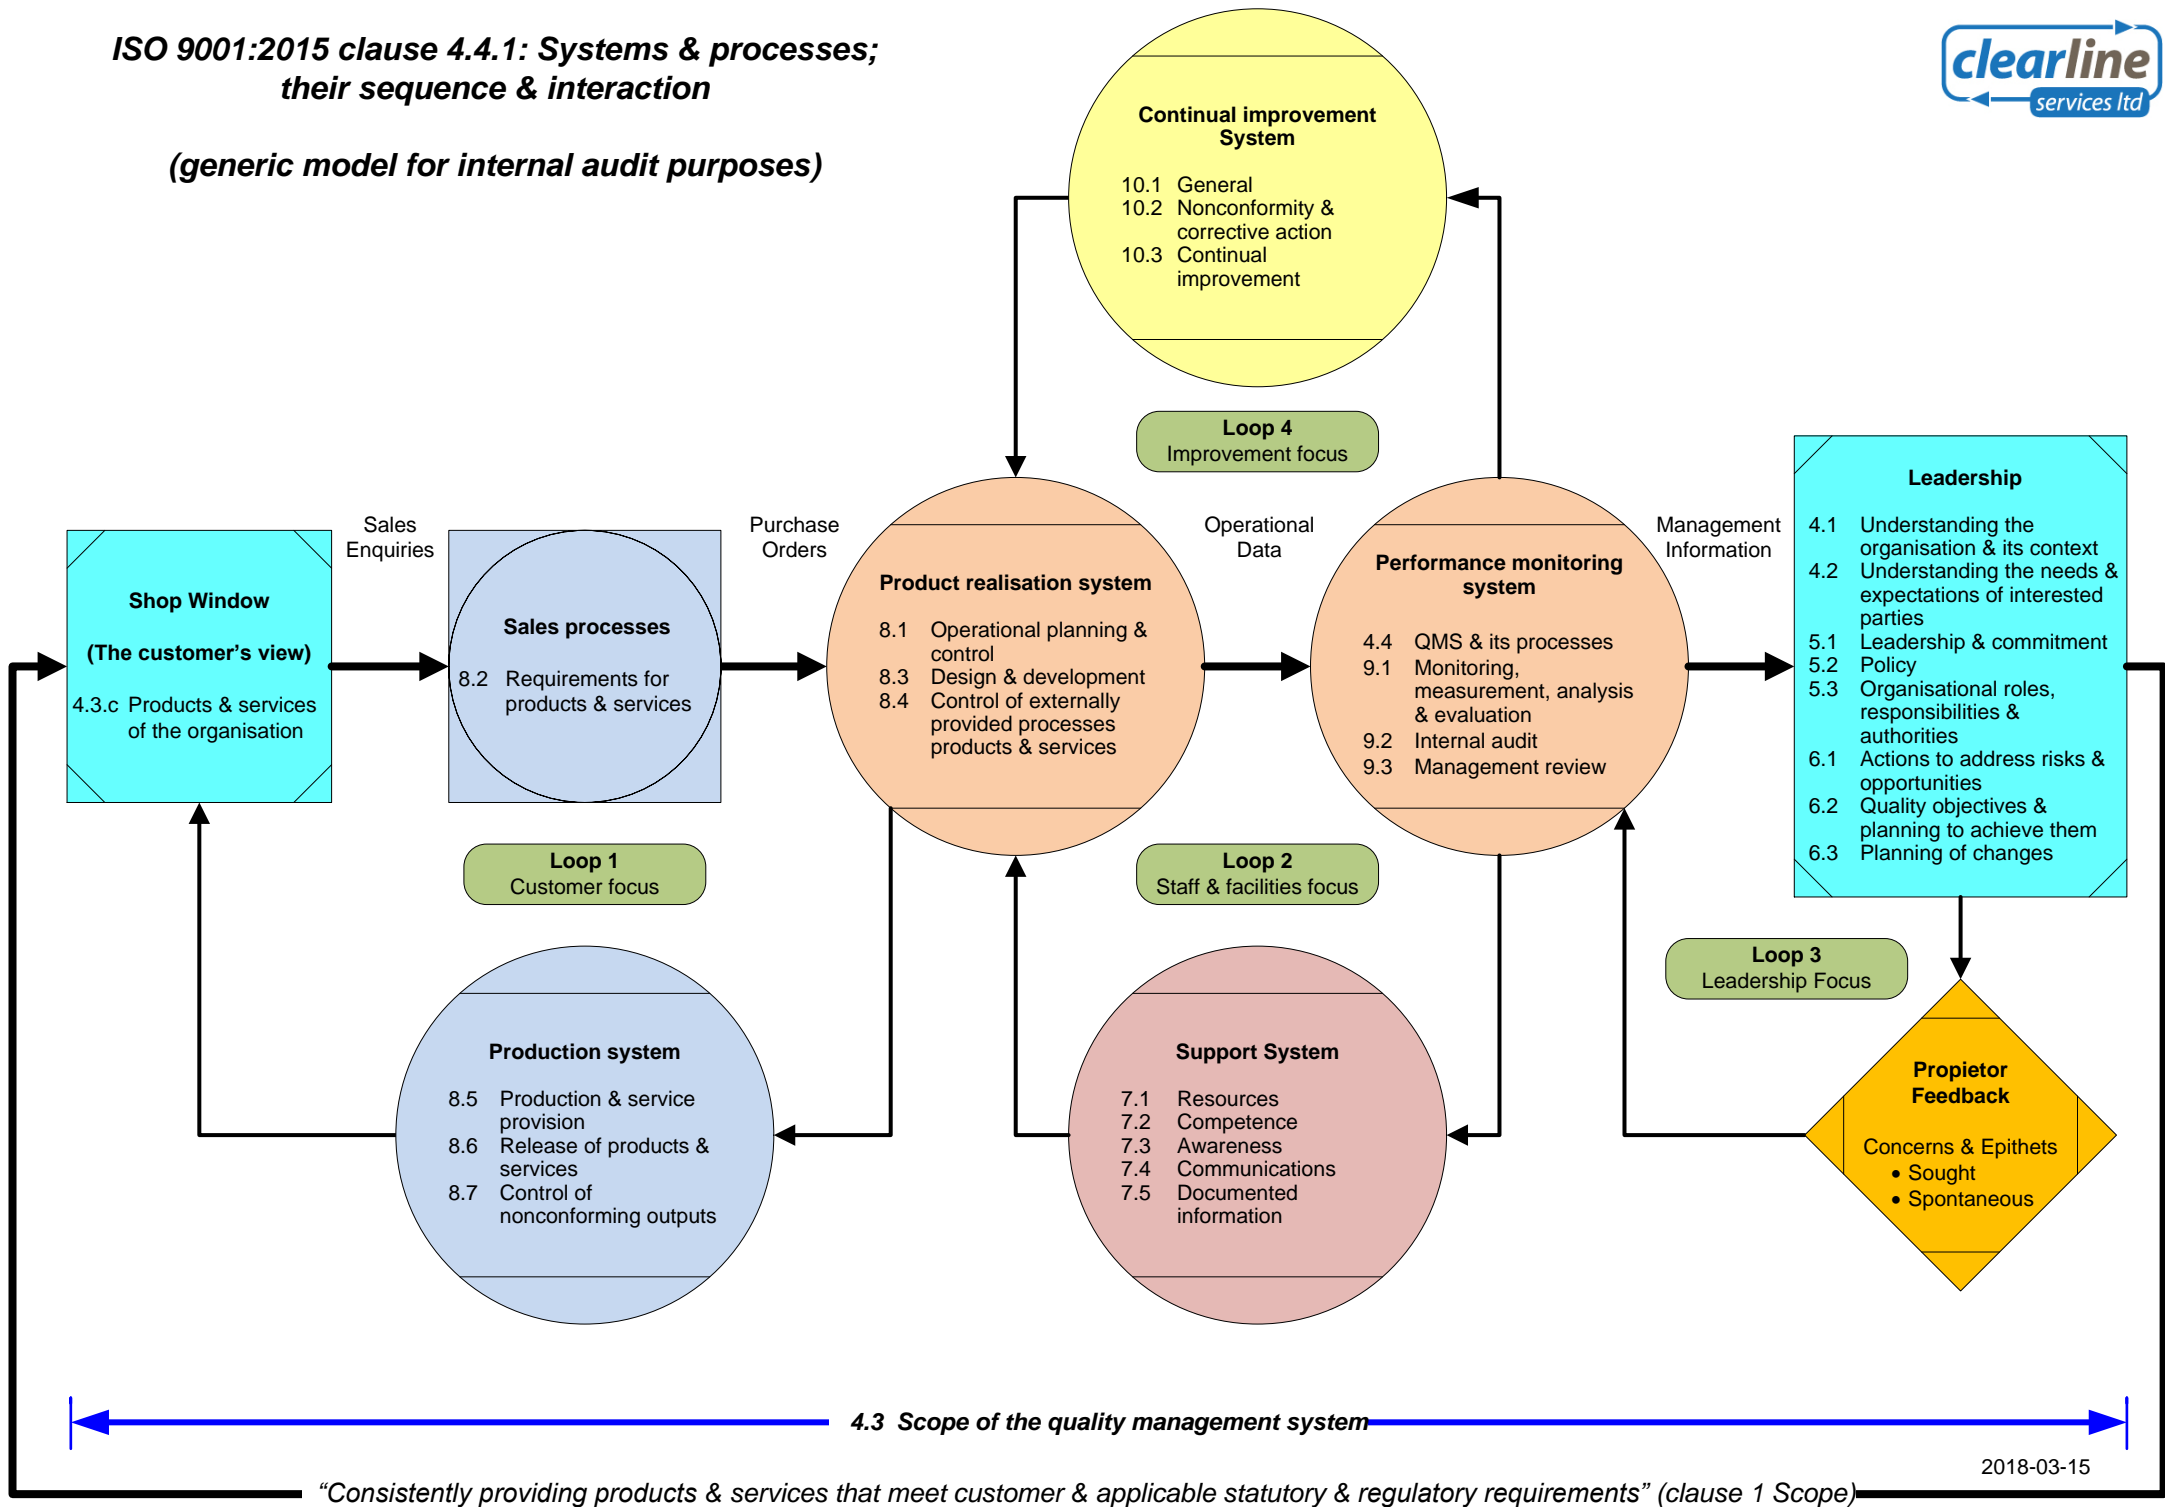 ISO 9001:2015 clause 4.4.1: Systems & processes;
their sequence & interaction
(generic model for internal audit purposes)
clearline
services ltd
Continual improvement
System
10.1 General
10.2 Nonconformity &
corrective action
10.3 Continual
improvement
Loop 4
Improvement focus
Shop Window
(The customer's view)
4.3.c Products & services
of the organisation
Sales
Enquiries
Sales processes
8.2 Requirements for
products & services
Purchase
Orders
Product realisation system
8.1 Operational planning &
control
8.3 Design & development
8.4 Control of externally
provided processes
products & services
Operational
Data
Performance monitoring
system
4.4 QMS & its processes
9.1 Monitoring,
measurement, analysis
& evaluation
9.2 Internal audit
9.3 Management review
Management
Information
Leadership
4.1 Understanding the
organisation & its context
4.2 Understanding the needs &
expectations of interested
parties
5.1 Leadership & commitment
5.2 Policy
5.3 Organisational roles,
responsibilities &
authorities
6.1 Actions to address risks &
opportunities
6.2 Quality objectives &
planning to achieve them
6.3 Planning of changes
Loop 1
Customer focus
Loop 2
Staff & facilities focus
Loop 3
Leadership Focus
Production system
8.5 Production & service
provision
8.6 Release of products &
services
8.7 Control of
nonconforming outputs
Support System
7.1 Resources
7.2 Competence
7.3 Awareness
7.4 Communications
7.5 Documented
information
Propietor
Feedback
Concerns & Epithets
• Sought
• Spontaneous
4.3 Scope of the quality management system
2018-03-15
“Consistently providing products & services that meet customer & applicable statutory & regulatory requirements” (clause 1 Scope)